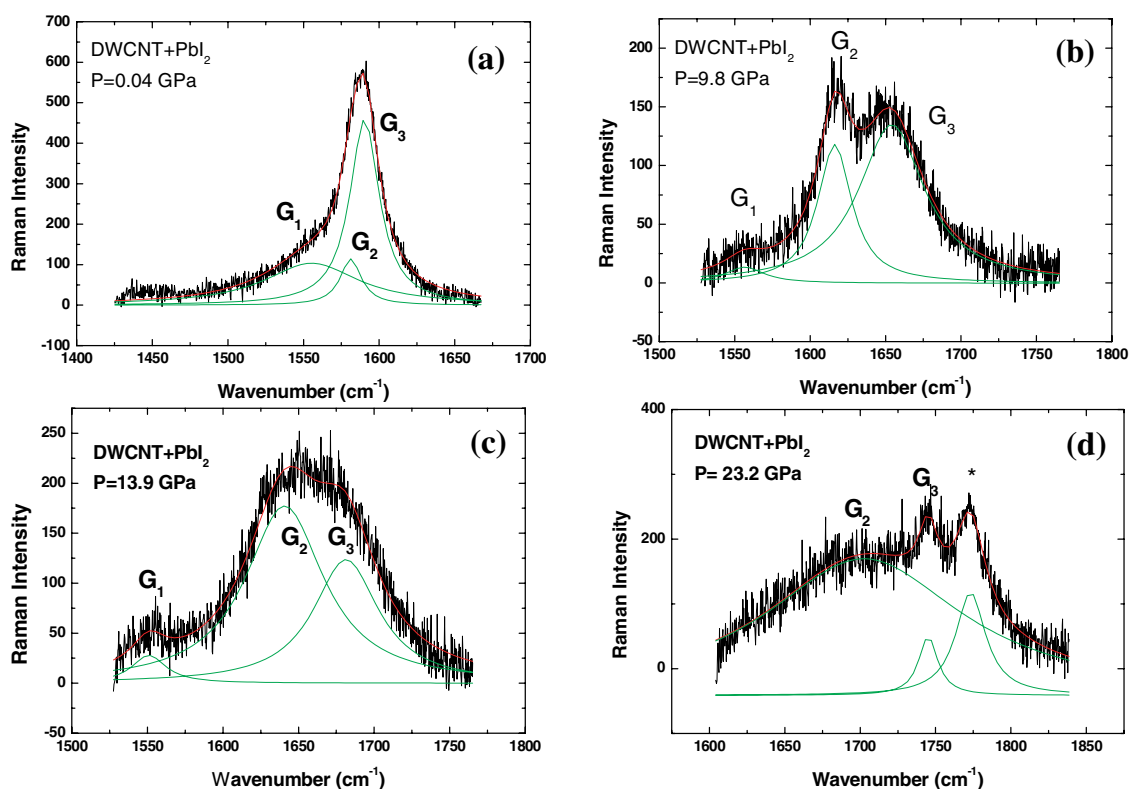 DWCNT+PbI₂
P=0.04 GPa
(a)
G₃
G₁
G₂
Raman Intensity
700
600
500
400
300
200
100
0
-100
1400 1450 1500 1550 1600 1650 1700
Wavenumber (cm⁻¹)
DWCNT+PbI₂
P=9.8 GPa
(b)
G₂
G₃
G₁
Raman Intensity
200
150
100
50
0
-50
1500 1550 1600 1650 1700 1750 1800
Wavenumber (cm⁻¹)
DWCNT+PbI₂
P=13.9 GPa
(c)
G₁
G₂
G₃
Raman Intensity
250
200
150
100
50
0
-50
1500 1550 1600 1650 1700 1750 1800
Wavenumber (cm⁻¹)
DWCNT+PbI₂
P= 23.2 GPa
(d)
G₂
G₃
*
Raman Intensity
400
200
0
1600 1650 1700 1750 1800 1850
Wavenumber (cm⁻¹)